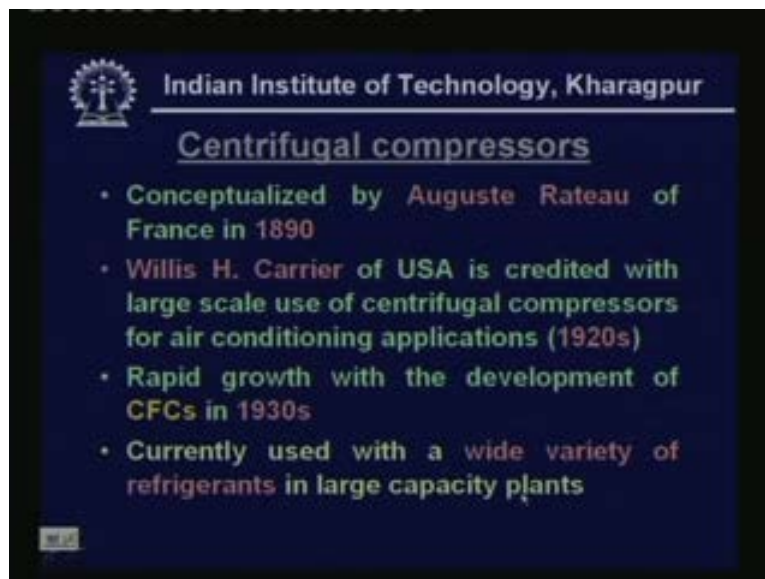 Indian Institute of Technology, Kharagpur
Centrifugal compressors
• Conceptualized by Auguste Rateau of
France in 1890
• Willis H. Carrier of USA is credited with
large scale use of centrifugal compressors
for air conditioning applications (1920s)
• Rapid growth with the development of
CFCs in 1930s
• Currently used with a wide variety of
refrigerants in large capacity plants